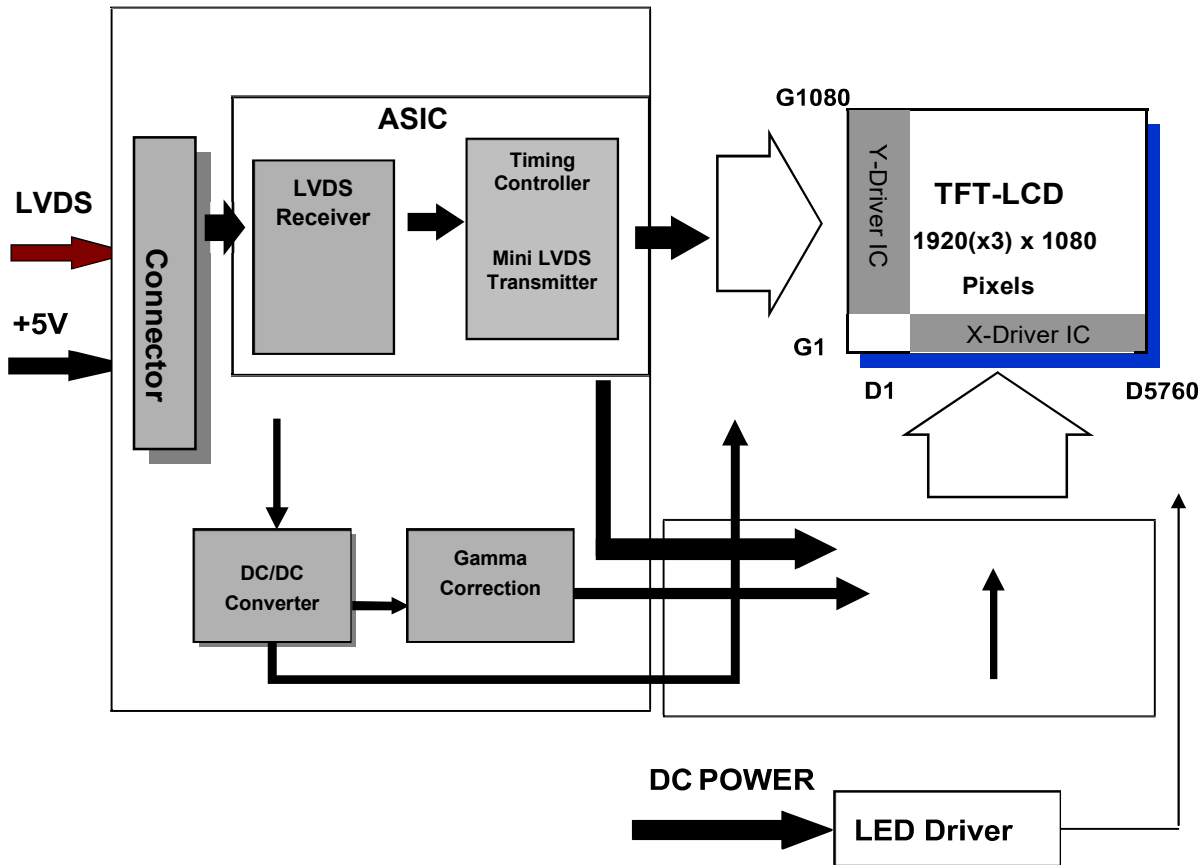 LVDS
+5V
Connector
ASIC
LVDS
Receiver
Timing
Controller
Mini LVDS
Transmitter
G1080
Y-Driver IC
TFT-LCD
1920(x3) x 1080
Pixels
X-Driver IC
G1
D1
D5760
DC/DC
Converter
Gamma
Correction
DC POWER
LED Driver